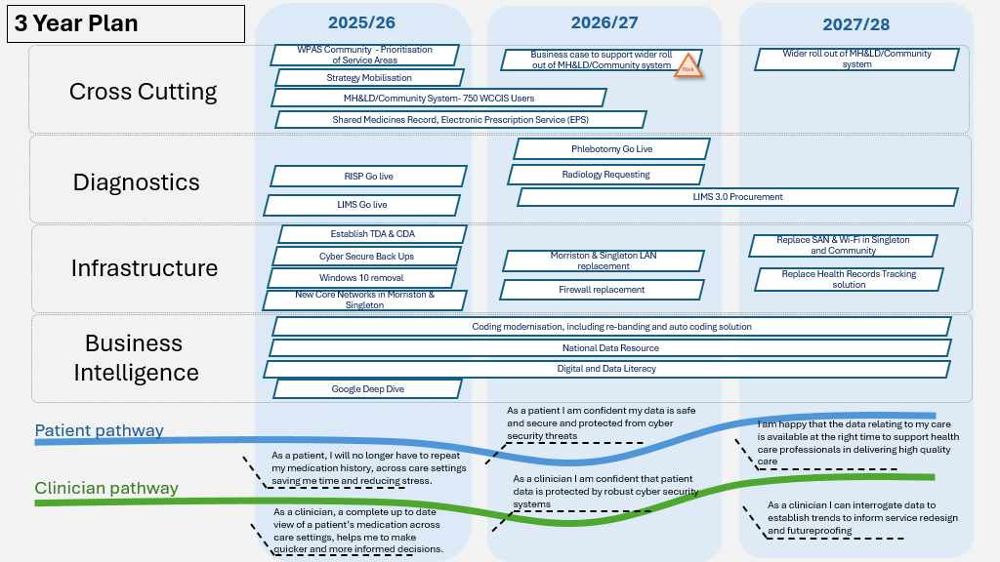 3 Year Plan
2025/26
2026/27
2027/28
Cross Cutting
WPAS Community  - Prioritisation
of Service Areas
Strategy Mobilisation
MH&LD/Community System- 750 WCCIS Users
Shared Medicines Record, Electronic Prescription Service (EPS)
Business case to support wider roll
out of MH&LD/Community system
Risk
Wider roll out of MH&LD/Community
system
Diagnostics
RISP Go live
LIMS Go live
Phlebotomy Go Live
Radiology Requesting
LIMS 3.0 Procurement
Infrastructure
Establish TDA & CDA
Cyber Secure Back Ups
Windows 10 removal
New Core Networks in Morriston &
Singleton
Morriston & Singleton LAN
replacement
Firewall replacement
Replace SAN & Wi-Fi in Singleton
and Community
Replace Health Records Tracking
solution
Business
Intelligence
Coding modernisation, including re-banding and auto coding solution
National Data Resource
Digital and Data Literacy
Google Deep Dive
Patient pathway
As a patient, I will no longer have to repeat
my medication history, across care settings
saving me time and reducing stress.
As a patient I am confident my data is safe
and secure and protected from cyber
security threats
I am happy that the data relating to my care
is available at the right time to support health
care professionals in delivering high quality
care
Clinician pathway
As a clinician, a complete up to date
view of a patient's medication across
care settings, helps me to make
quicker and more informed decisions.
As a clinician I am confident that patient
data is protected by robust cyber security
systems
As a clinician I can interrogate data to
establish trends to inform service redesign
and futureproofing